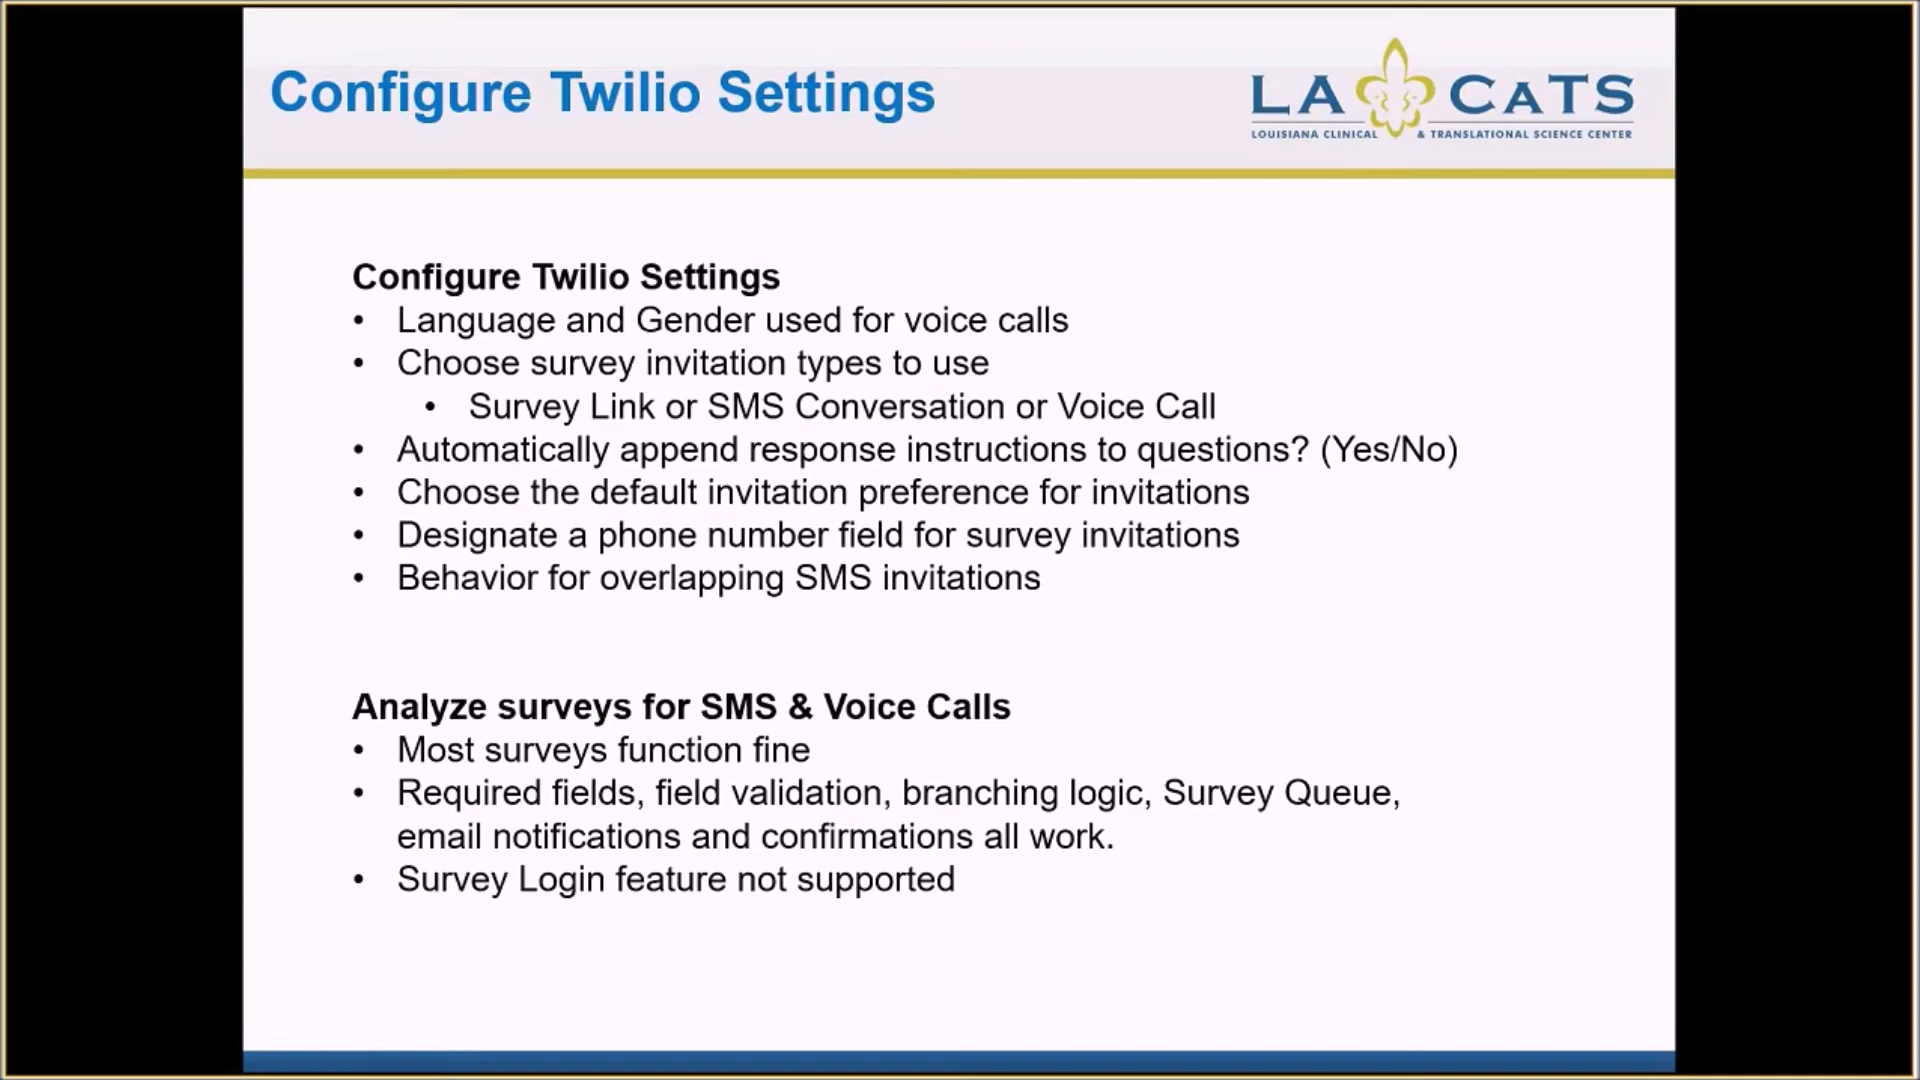 Configure Twilio Settings
LA CATS
LOUISIANA CLINICAL & TRANSLATIONAL SCIENCE CENTER
Configure Twilio Settings
• Language and Gender used for voice calls
• Choose survey invitation types to use
• Survey Link or SMS Conversation or Voice Call
• Automatically append response instructions to questions? (Yes/No)
• Choose the default invitation preference for invitations
• Designate a phone number field for survey invitations
• Behavior for overlapping SMS invitations
Analyze surveys for SMS & Voice Calls
• Most surveys function fine
• Required fields, field validation, branching logic, Survey Queue,
email notifications and confirmations all work.
• Survey Login feature not supported